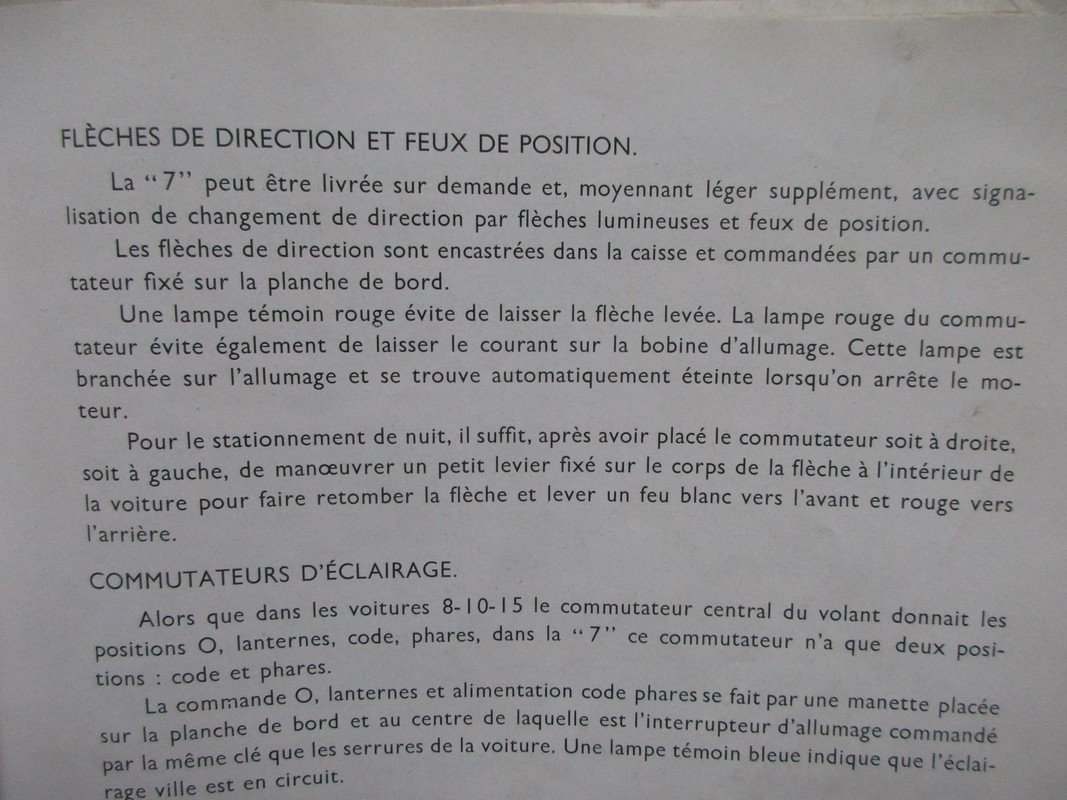 FLÈCHES DE DIRECTION ET FEUX DE POSITION.
La “7” peut être livrée sur demande et, moyennant léger supplément, avec signa-
lisation de changement de direction par flèches lumineuses et feux de position.
Les flèches de direction sont encastrées dans la caisse et commandées par un commu-
tateur fixé sur la planche de bord.
Une lampe témoin rouge évite de laisser la flèche levée. La lampe rouge du commu-
tateur évite également de laisser le courant sur la bobine d’allumage. Cette lampe est
branchée sur l’allumage et se trouve automatiquement éteinte lorsqu’on arrête le mo-
teur.
Pour le stationnement de nuit, il suffit, après avoir placé le commutateur soit à droite,
soit à gauche, de manœuvrer un petit levier fixé sur le corps de la flèche à l’intérieur de
la voiture pour faire retomber la flèche et lever un feu blanc vers l’avant et rouge vers
l’arrière.
COMMUTATEURS D’ÉCLAIRAGE.
Alors que dans les voitures 8-10-15 le commutateur central du volant donnait les
positions O, lanternes, code, phares, dans la “7” ce commutateur n’a que deux posi-
tions : code et phares.
La commande O, lanternes et alimentation code phares se fait par une manette placée
sur la planche de bord et au centre de laquelle est l’interrupteur d’allumage commandé
par la même clé que les serrures de la voiture. Une lampe témoin bleue indique que l’éclai-
rage ville est en circuit.